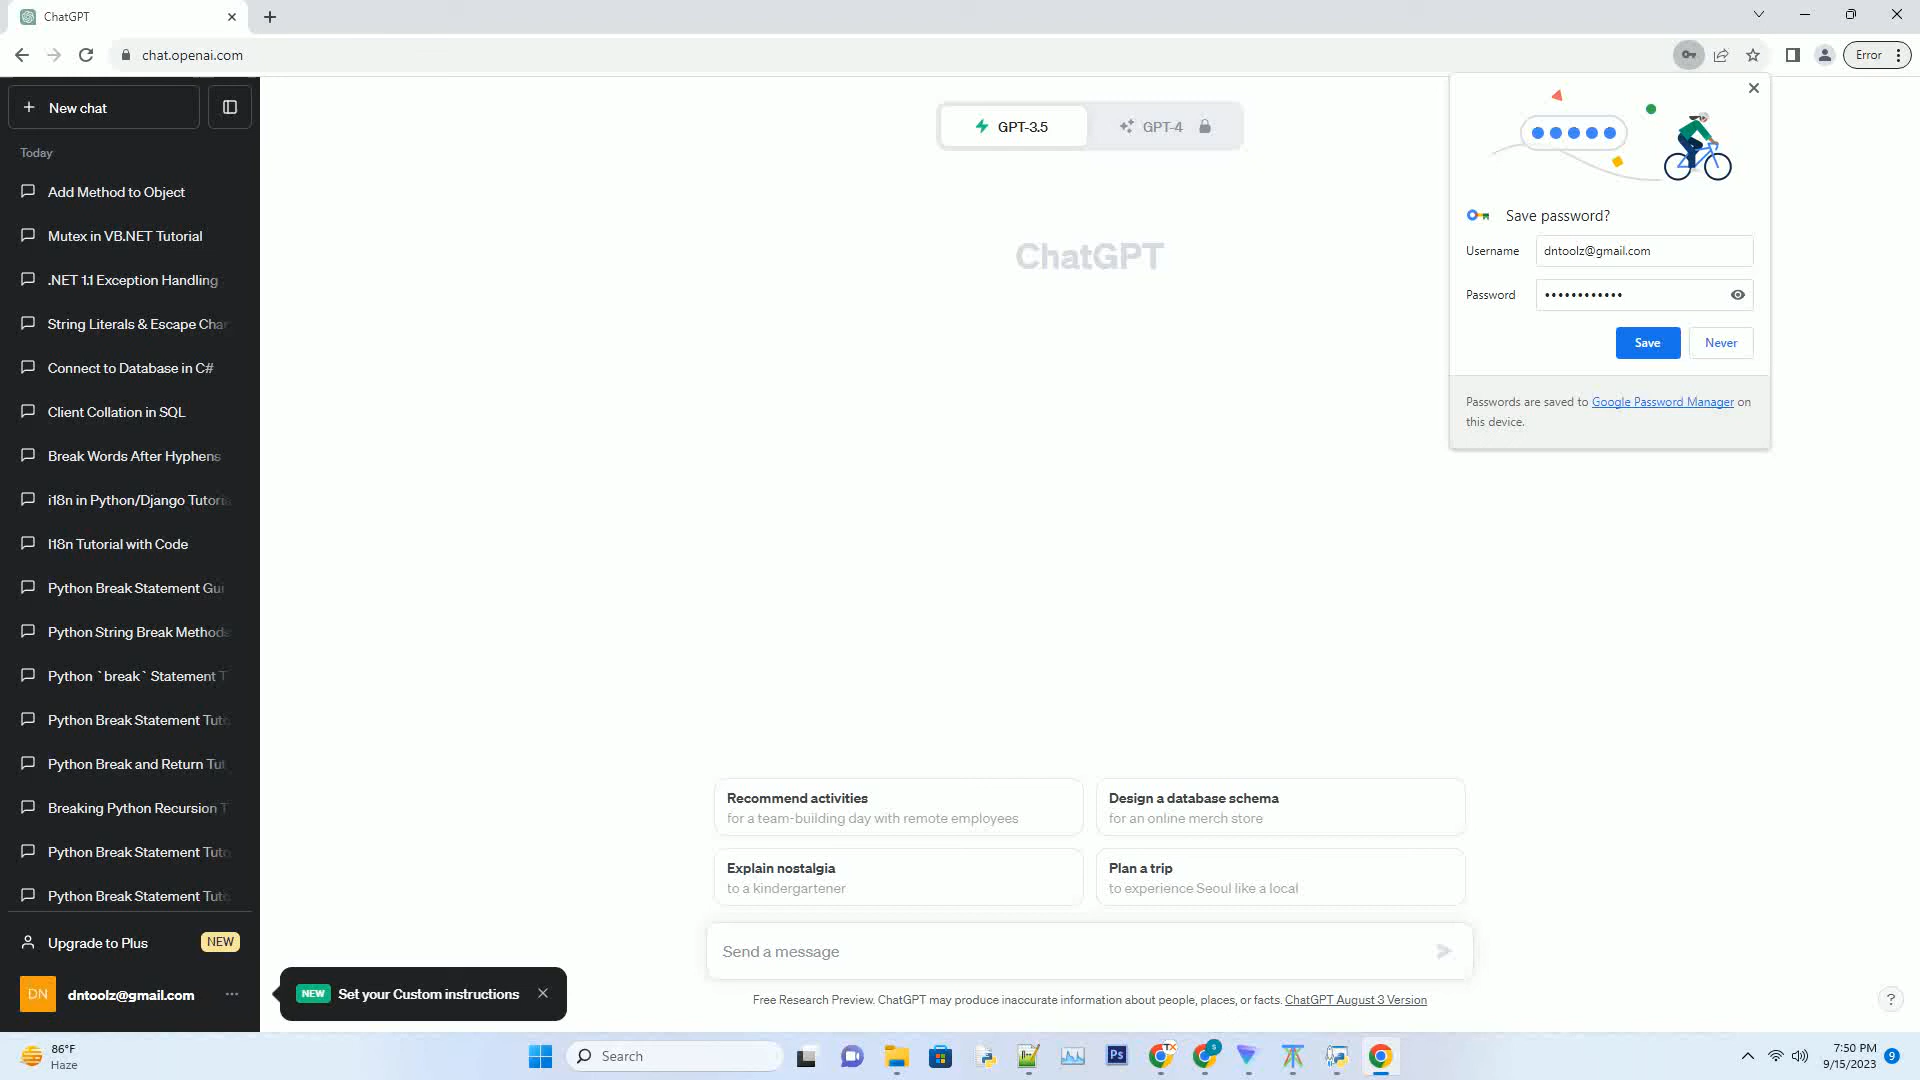 ChatGPT
chat.openai.com
Error
New chat
Today
Add Method to Object
Mutex in VB.NET Tutorial
.NET 1.1 Exception Handling
String Literals & Escape Char
Connect to Database in C#
Client Collation in SQL
Break Words After Hyphens
i18n in Python/Django Tutoria
I18n Tutorial with Code
Python Break Statement Gui
Python String Break Methods
Python `break` Statement T
Python Break Statement Tuto
Python Break and Return Tut
Breaking Python Recursion T
Python Break Statement Tuto
Python Break Statement Tuto
Upgrade to Plus NEW
DN dntoolz@gmail.com
NEW Set your Custom instructions
GPT-3.5 GPT-4
ChatGPT
Save password?
Username dntoolz@gmail.com
Password ••••••••••••
Save Never
Passwords are saved to Google Password Manager on
this device.
Recommend activities
for a team-building day with remote employees
Design a database schema
for an online merch store
Explain nostalgia
to a kindergartener
Plan a trip
to experience Seoul like a local
Send a message
Free Research Preview. ChatGPT may produce inaccurate information about people, places, or facts. ChatGPT August 3 Version
?
86°F
Haze
Search
Ps
TX
S
7:50 PM
9/15/2023
9